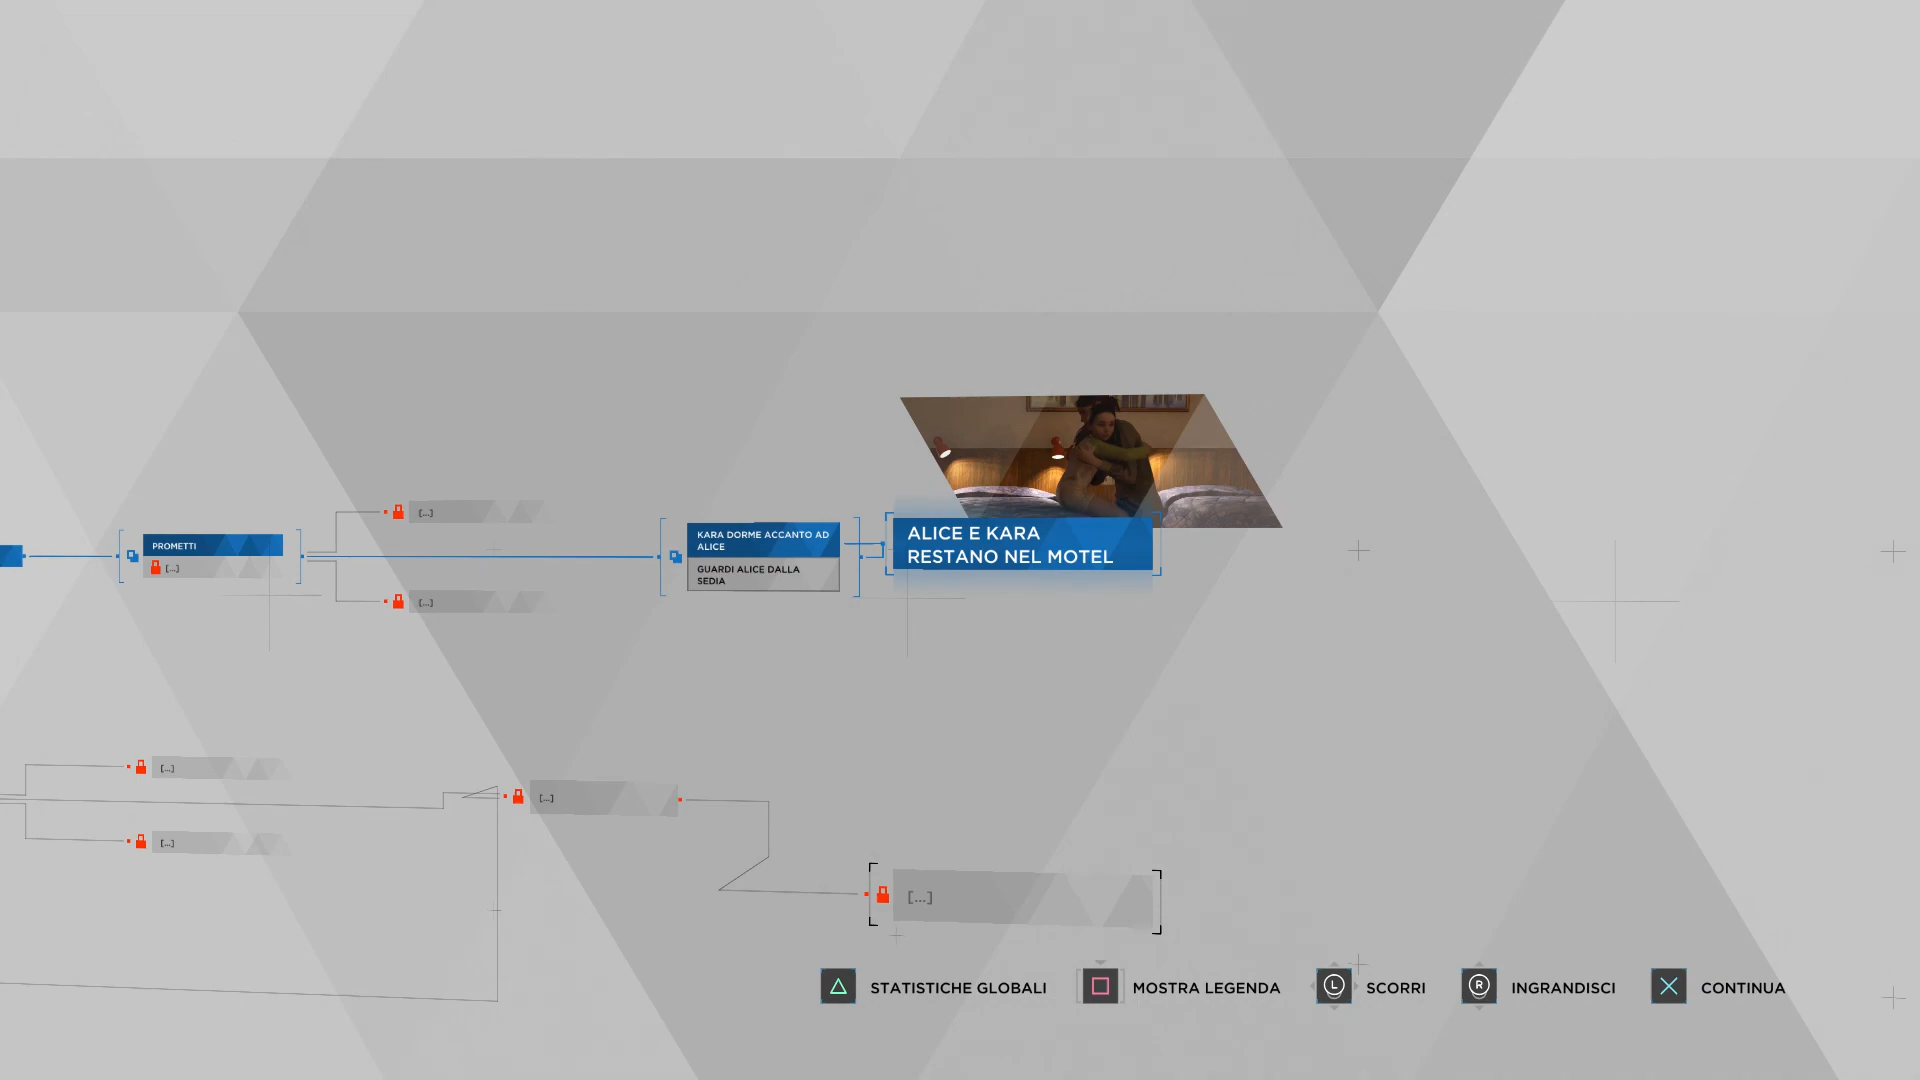 [...]
KARA DORME ACCANTO AD
ALICE
ALICE E KARA
RESTANO NEL MOTEL
PROMETTI
[...]
GUARDI ALICE DALLA
SEDIA
[...]
[...]
[...]
[...]
[...]
STATISTICHE GLOBALI
MOSTRA LEGENDA
L
SCORRI
R
INGRANDISCI
CONTINUA